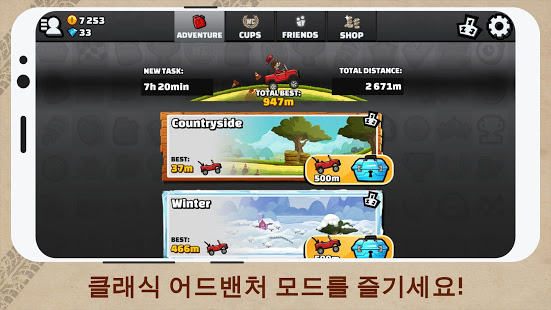 7 253
33
ADVENTURE
CUPS
FRIENDS
SHOP
NEW TASK:
7h 20min
TOTAL DISTANCE:
2 671m
TOTAL BEST:
947m
Countryside
BEST:
37m
500m
Winter
BEST:
466m
500m
클래식 어드밴처 모드를 즐기세요!